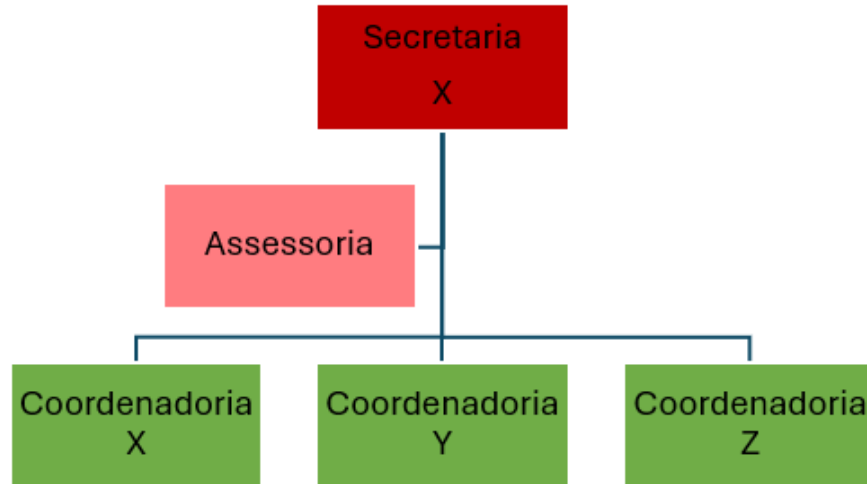 Secretaria
X
Assessoria
Coordenadoria
X
Coordenadoria
Y
Coordenadoria
Z